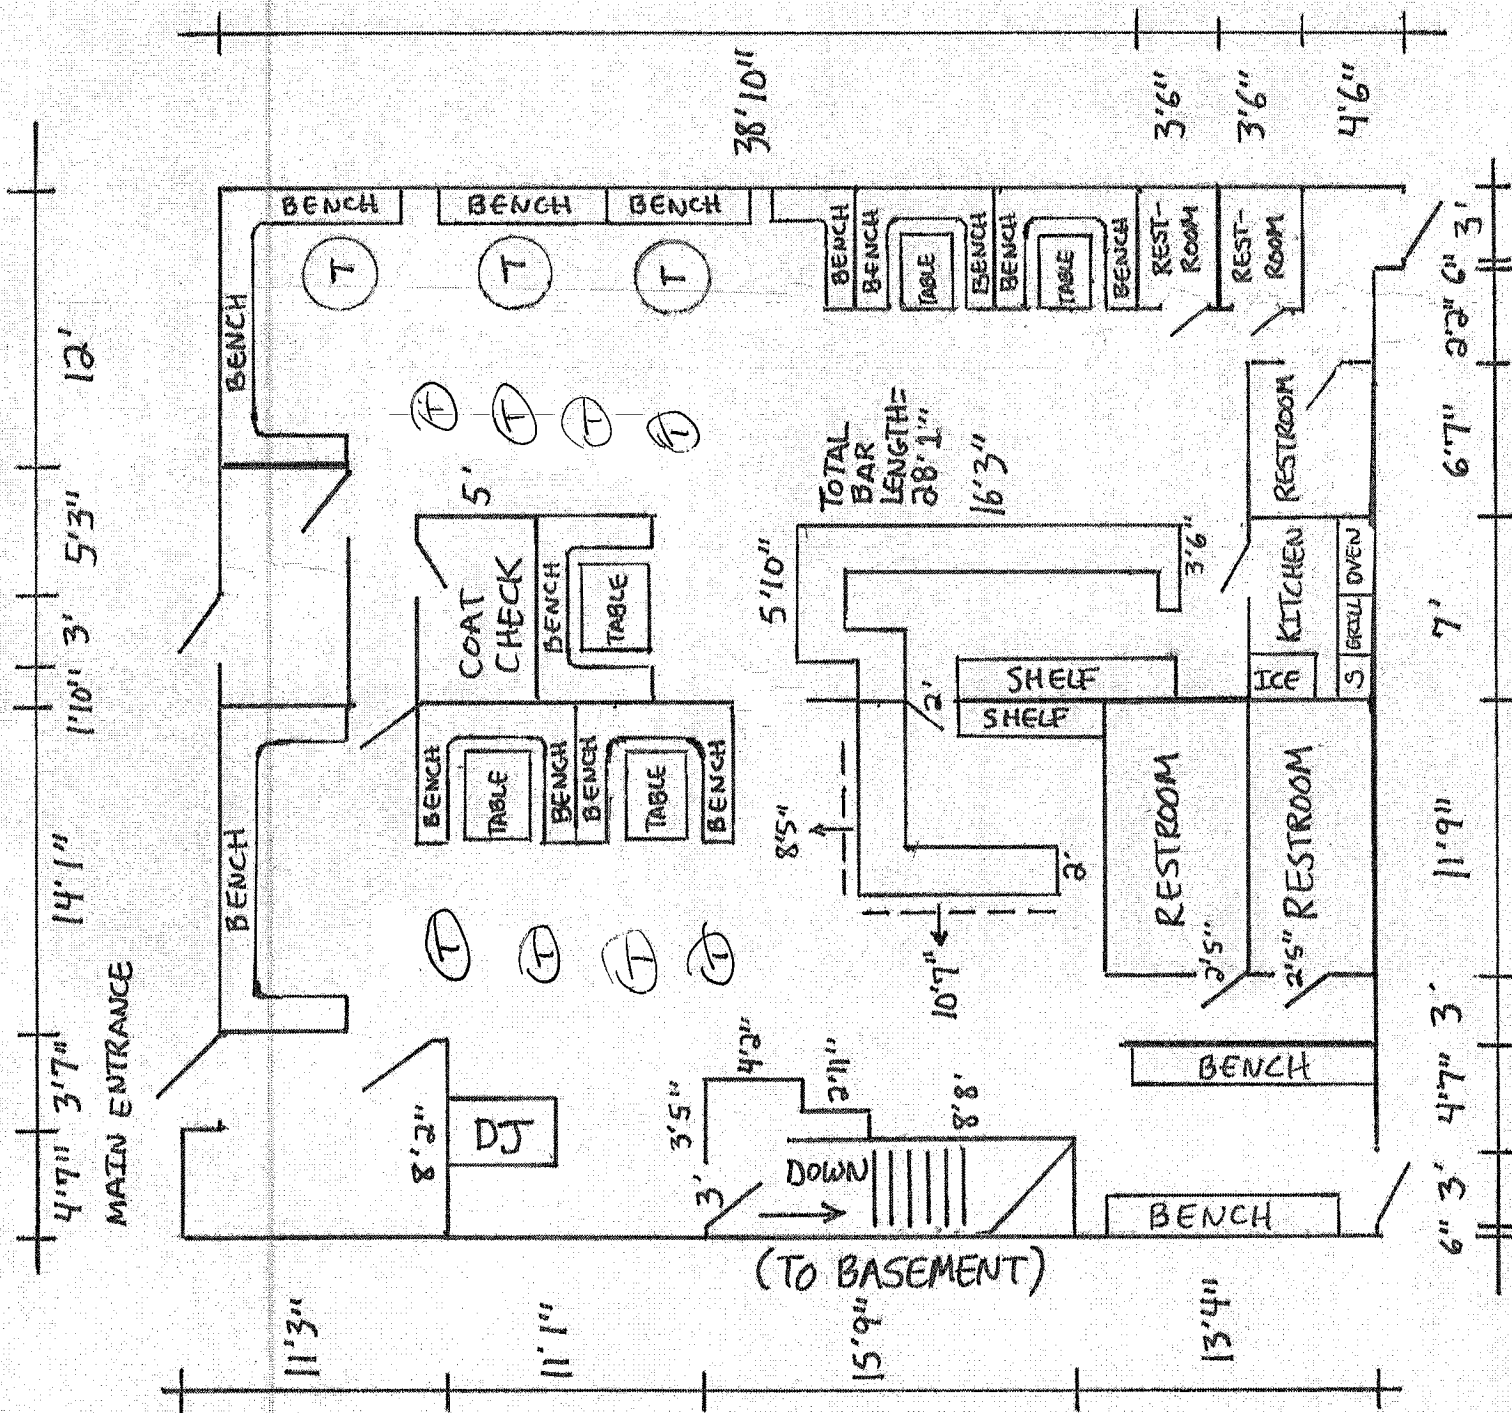 38'10"
3'6"
3'6"
4'6"
12'
5'3"
3'
1'10"
14'1"
3'7"
4'7"
MAIN ENTRANCE
BENCH
BENCH
BENCH
BENCH
T
T
T
BENCH
BENCH
TABLE
BENCH
BENCH
TABLE
BENCH
REST-
ROOM
REST-
ROOM
3'
6"
2'2"
T
T
T
T
5'
TOTAL
BAR
LENGTH=
28'1"
16'3"
RESTROOM
6'7"
COAT
CHECK
BENCH
TABLE
5'10"
3'6"
KITCHEN
OVEN
GRILL
S
ICE
7'
SHELF
SHELF
2'
BENCH
BENCH
TABLE
BENCH
BENCH
TABLE
BENCH
8'5"
2'
10'7"
RESTROOM
RESTROOM
2'5"
2'5"
11'9"
3'
T
T
T
T
8'2"
DJ
3'5"
4'2"
2'11"
8'8'
3'
DOWN
(TO BASEMENT)
BENCH
BENCH
4'7"
3'
6"
11'3"
11'1"
15'9"
13'4"